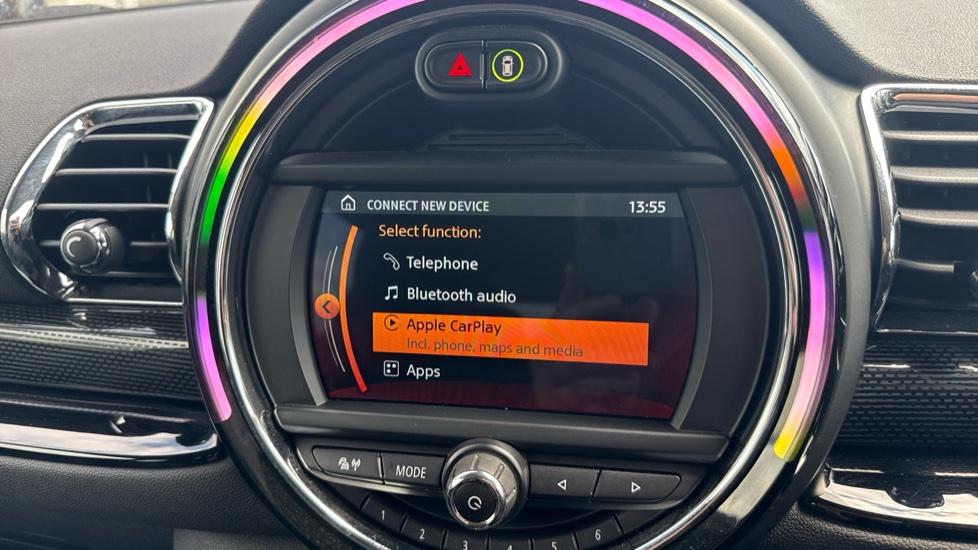 CONNECT NEW DEVICE 13:55
Select function:
Telephone
Bluetooth audio
Apple CarPlay
Incl. phone, maps and media
Apps
MODE
1 2 3 4 5 6